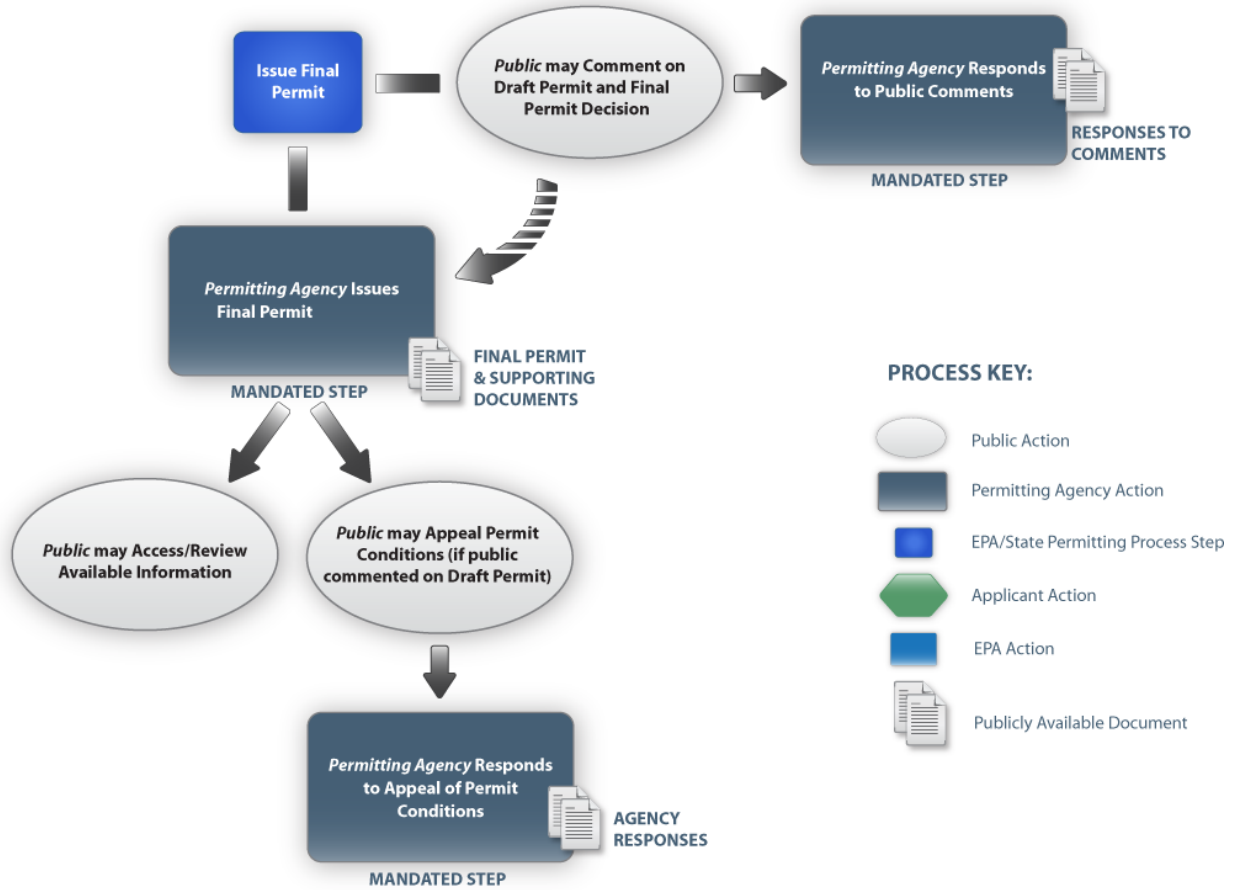 Issue Final
Permit
Public may Comment on
Draft Permit and Final
Permit Decision
Permitting Agency Responds
to Public Comments
RESPONSES TO
COMMENTS
MANDATED STEP
Permitting Agency Issues
Final Permit
FINAL PERMIT
& SUPPORTING
DOCUMENTS
MANDATED STEP
Public may Access/Review
Available Information
Public may Appeal Permit
Conditions (if public
commented on Draft Permit)
Permitting Agency Responds
to Appeal of Permit
Conditions
AGENCY
RESPONSES
MANDATED STEP
PROCESS KEY:
Public Action
Permitting Agency Action
EPA/State Permitting Process Step
Applicant Action
EPA Action
Publicly Available Document